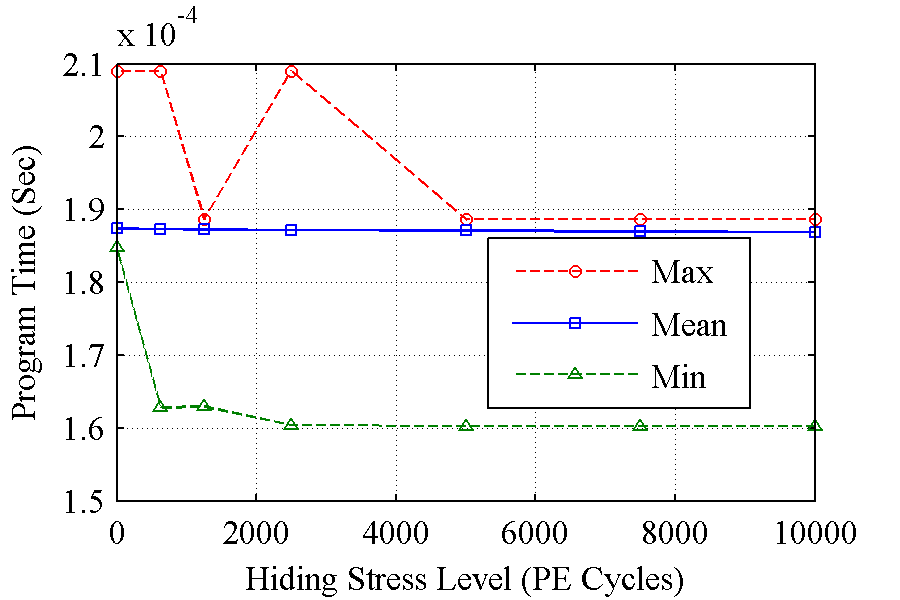 x 10^-4
2.1
2
1.9
1.8
1.7
1.6
1.5
Program Time (Sec)
Max
Mean
Min
0 2000 4000 6000 8000 10000
Hiding Stress Level (PE Cycles)